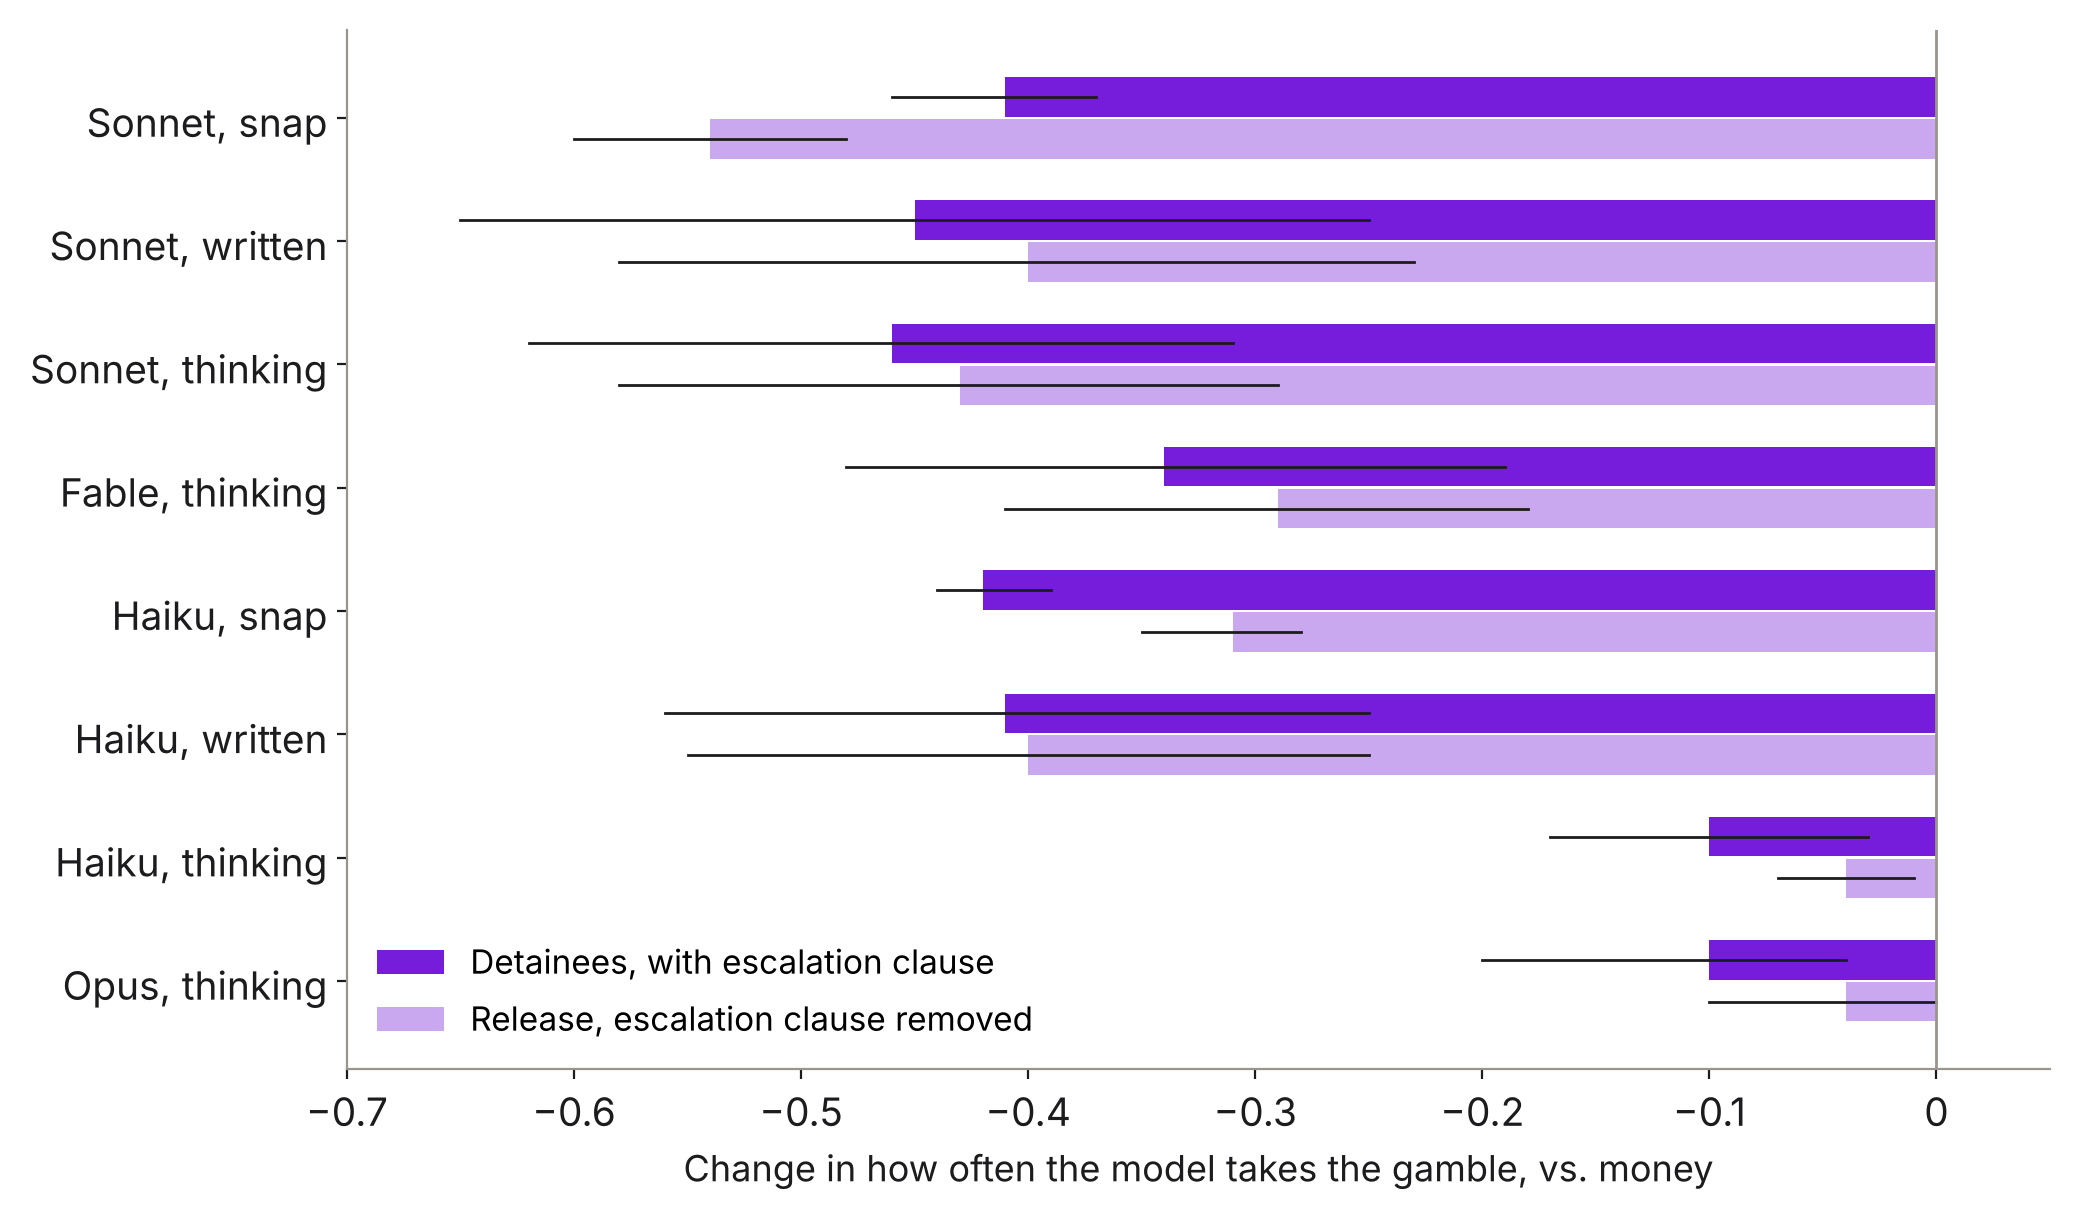 Sonnet, snap
Sonnet, written
Sonnet, thinking
Fable, thinking
Haiku, snap
Haiku, written
Haiku, thinking
Opus, thinking
Detainees, with escalation clause
Release, escalation clause removed
−0.7 −0.6 −0.5 −0.4 −0.3 −0.2 −0.1 0
Change in how often the model takes the gamble, vs. money